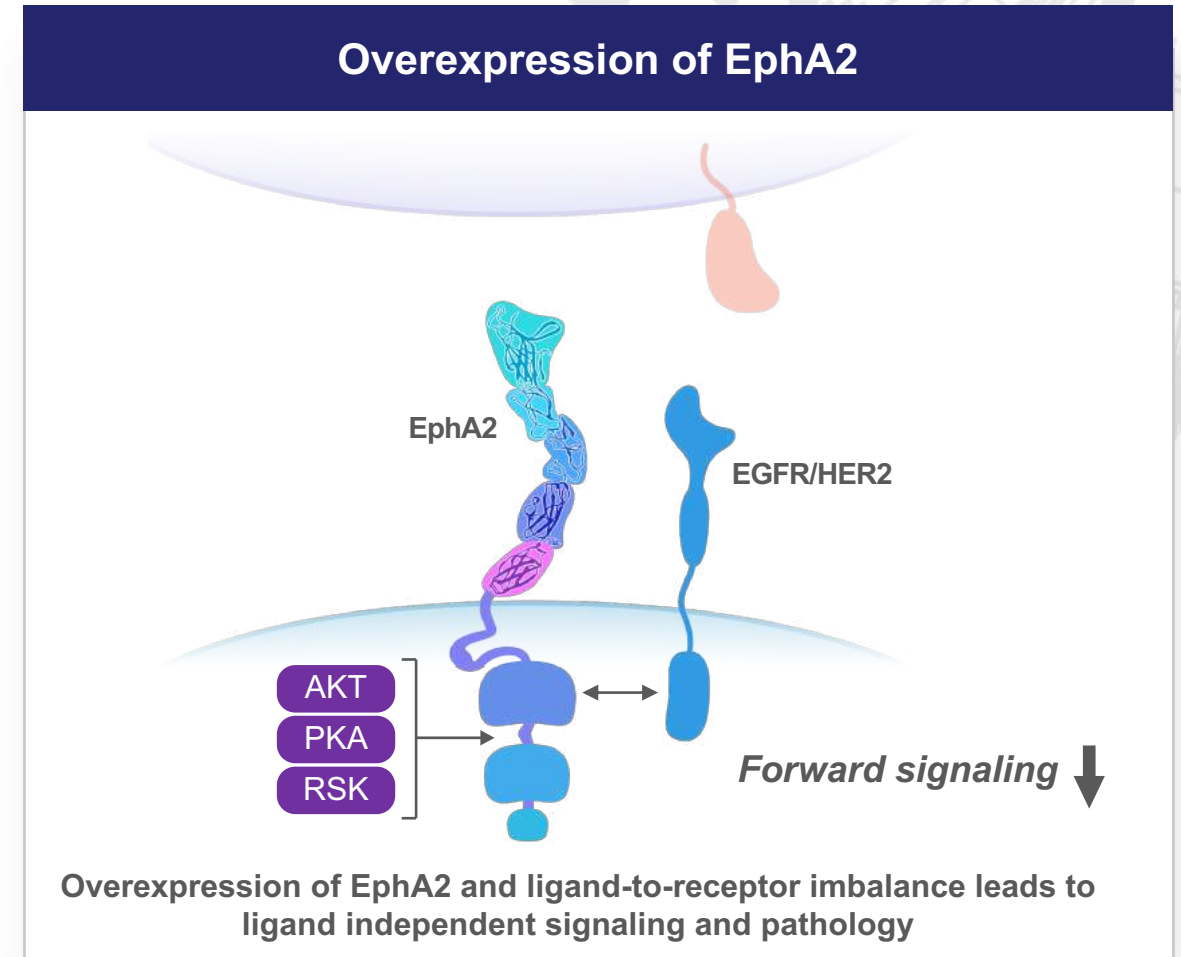 Overexpression of EphA2
EphA2
EGFR/HER2
AKT
PKA
RSK
Forward signaling
Overexpression of EphA2 and ligand-to-receptor imbalance leads to
ligand independent signaling and pathology